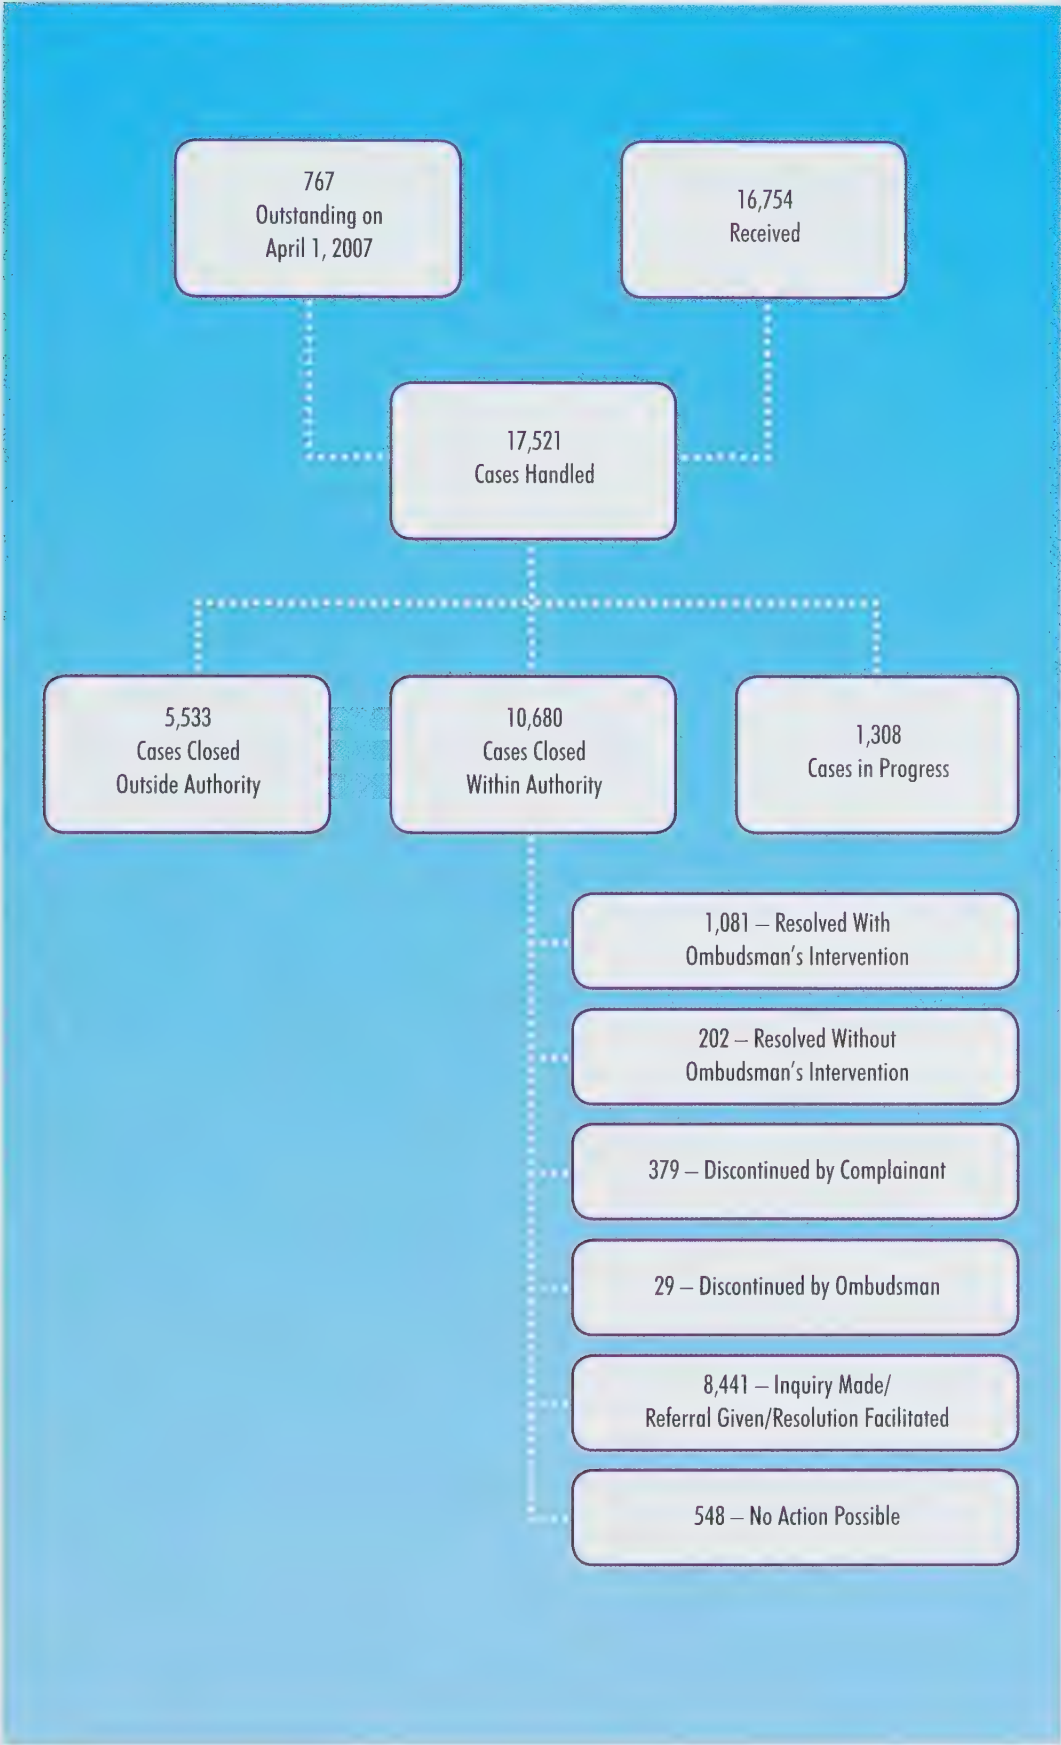 767
Outstanding on
April 1, 2007
16,754
Received
17,521
Cases Handled
5,533
Cases Closed
Outside Authority
10,680
Cases Closed
Within Authority
1,308
Cases in Progress
1,081 – Resolved With
Ombudsman's Intervention
202 – Resolved Without
Ombudsman's Intervention
379 – Discontinued by Complainant
29 – Discontinued by Ombudsman
8,441 – Inquiry Made/
Referral Given/Resolution Facilitated
548 – No Action Possible